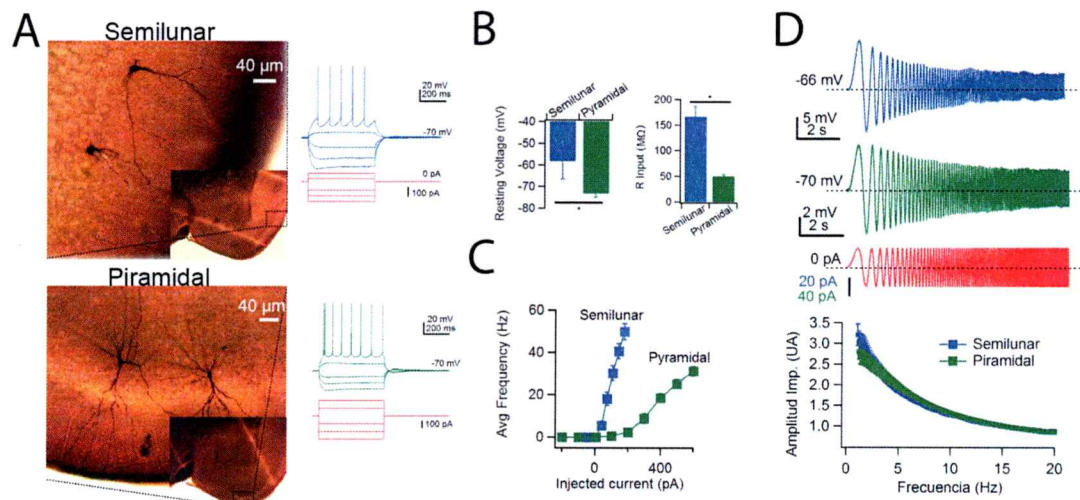 A
Semilunar
40 µm
20 mV
200 ms
-70 mV
0 pA
100 pA
Piramidal
40 µm
20 mV
200 ms
-70 mV
100 pA
B
Semilunar
Pyramidal
Resting Voltage (mV)
-40
-50
-60
-70
-80
*
R Input (MΩ)
200
150
100
50
0
*
Semilunar
Pyramidal
C
Avg Frequency (Hz)
60
40
20
0
Semilunar
Pyramidal
0
400
Injected current (pA)
D
-66 mV
5 mV
2 s
-70 mV
2 mV
2 s
0 pA
20 pA
40 pA
Amplitud Imp. (UA)
3.5
3.0
2.5
2.0
1.5
1.0
Semilunar
Piramidal
0
5
10
15
20
Frecuencia (Hz)